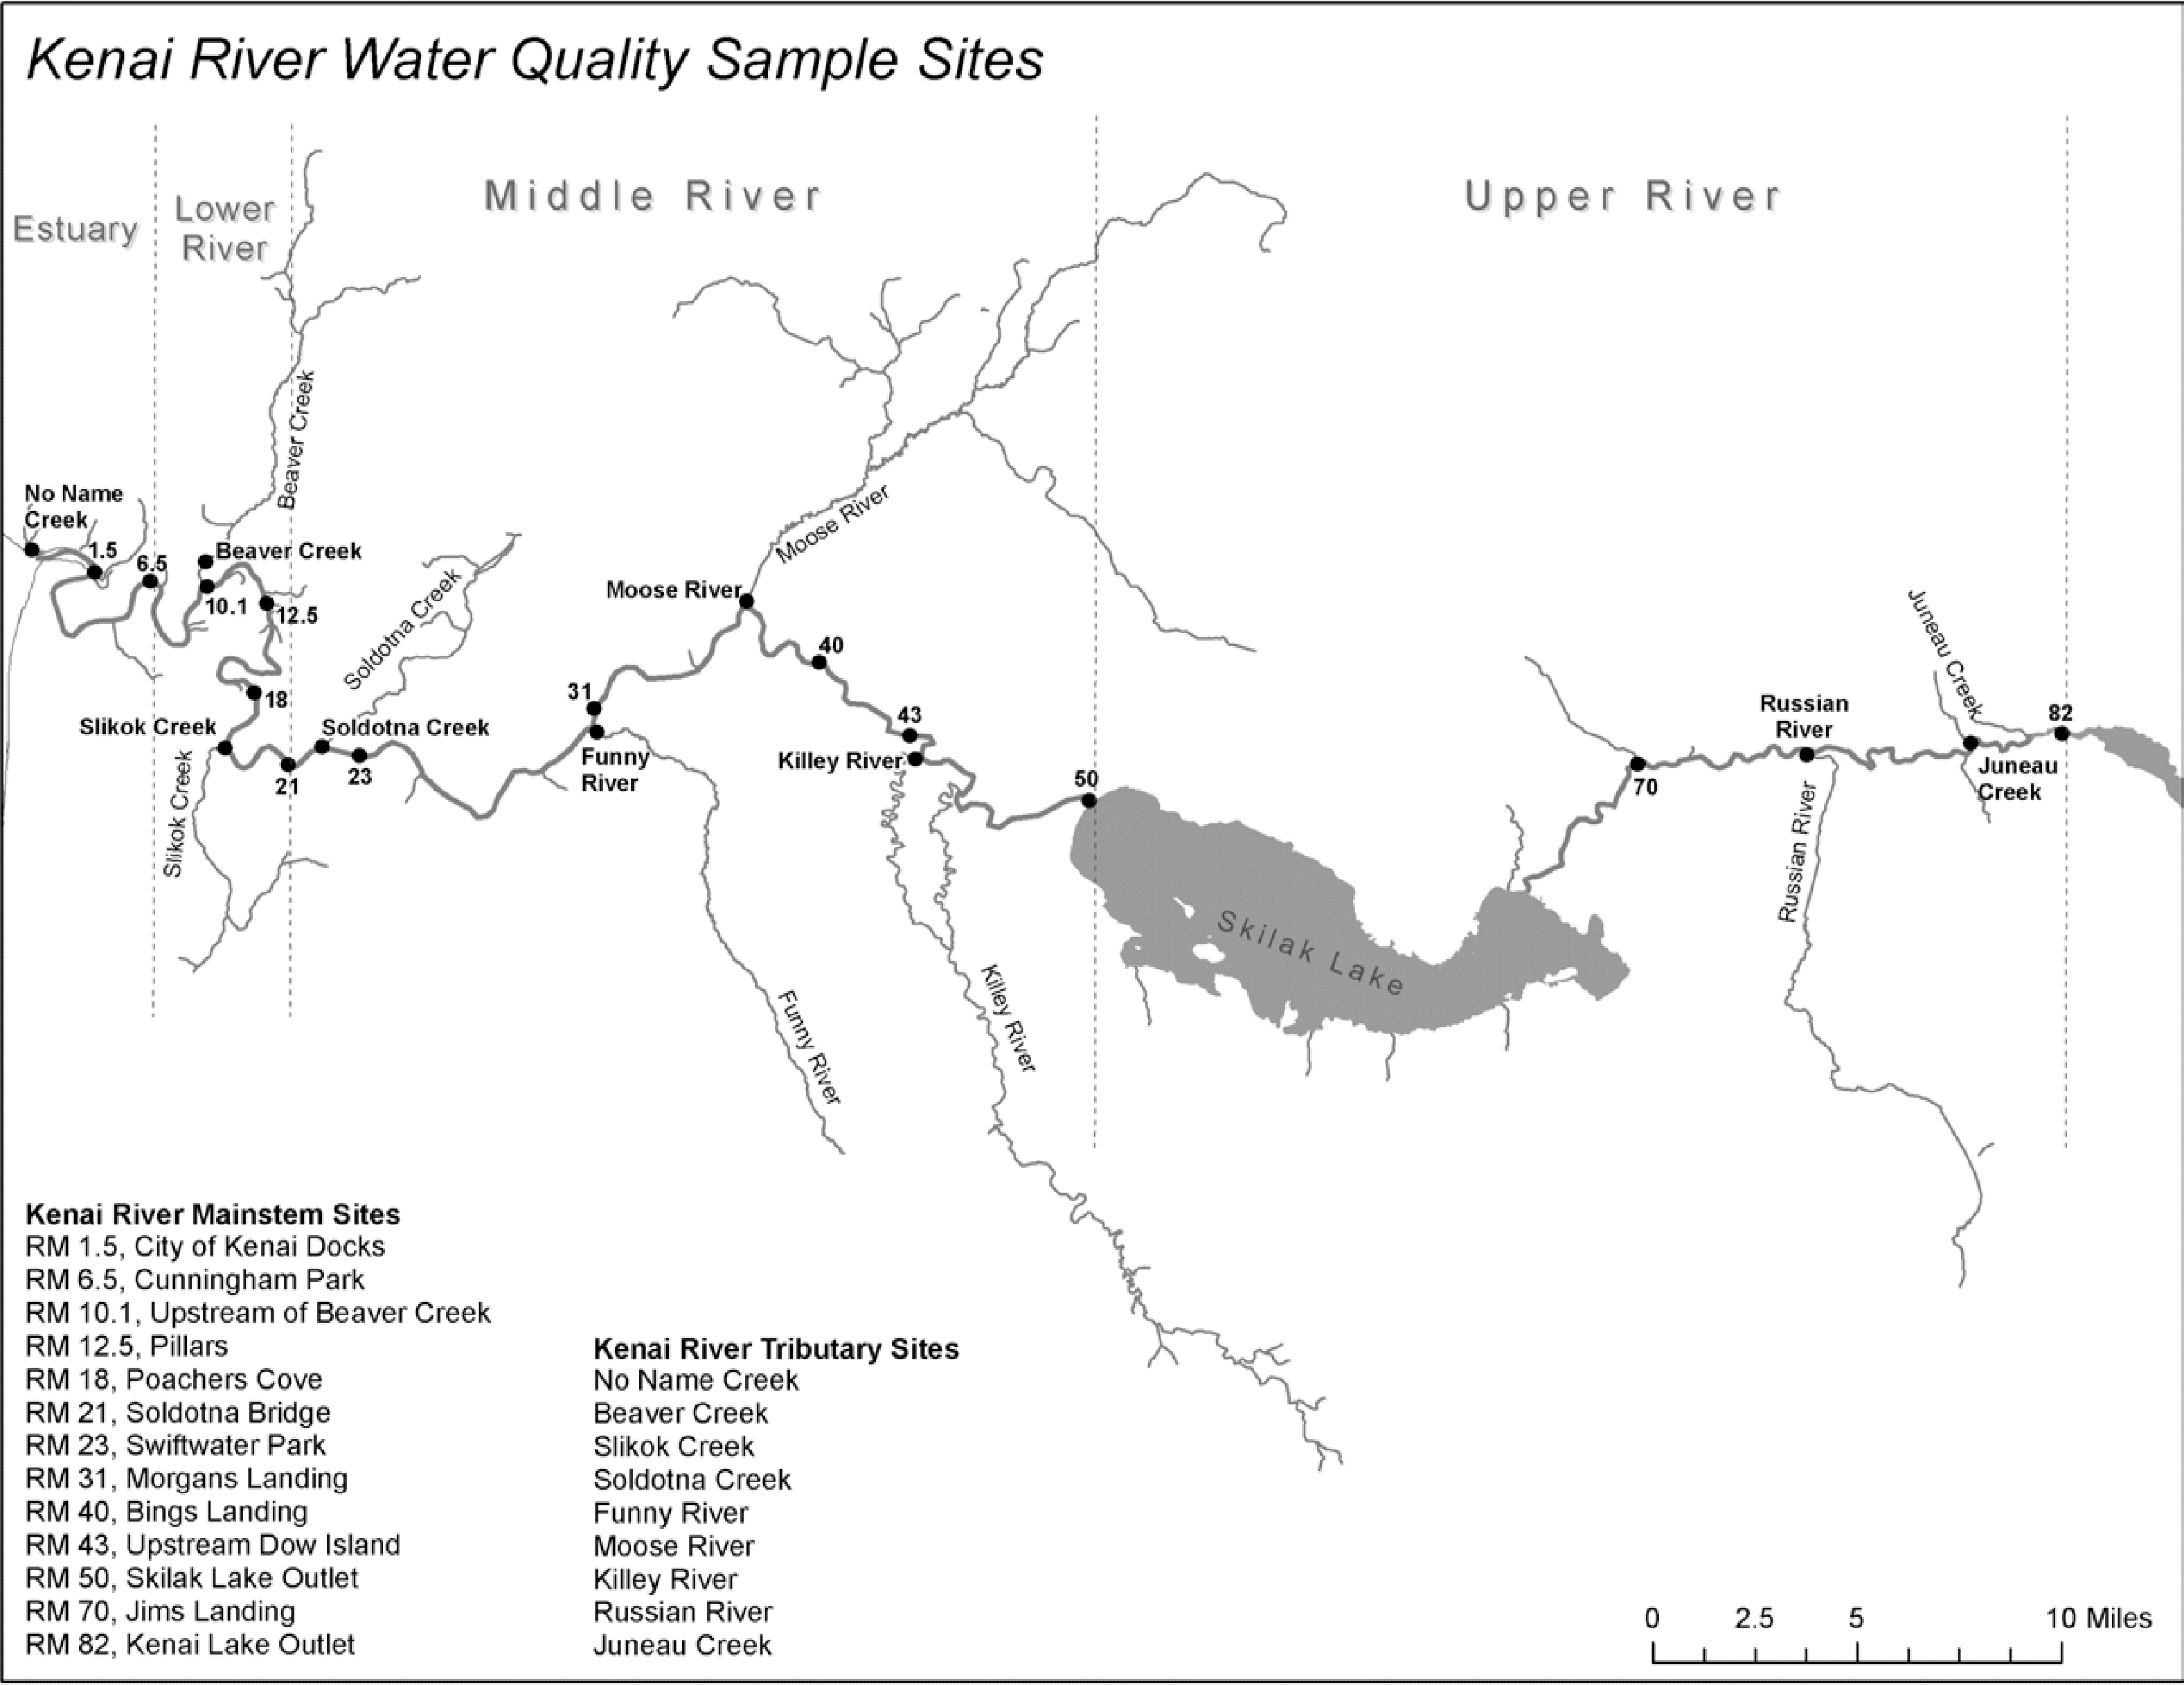 Kenai River Water Quality Sample Sites
Estuary
Lower
River
Middle River
Upper River
Beaver Creek
No Name
Creek
1.5
6.5
Beaver Creek
10.1
12.5
Soldotna Creek
18
Slikok Creek
Slikok Creek
21
Soldotna Creek
23
31
Funny
River
Funny River
Moose River
Moose River
40
43
Killey River
Killey River
50
Skilak Lake
70
Russian
River
Russian River
Juneau Creek
Juneau
Creek
82
Kenai River Mainstem Sites
RM 1.5, City of Kenai Docks
RM 6.5, Cunningham Park
RM 10.1, Upstream of Beaver Creek
RM 12.5, Pillars
RM 18, Poachers Cove
RM 21, Soldotna Bridge
RM 23, Swiftwater Park
RM 31, Morgans Landing
RM 40, Bings Landing
RM 43, Upstream Dow Island
RM 50, Skilak Lake Outlet
RM 70, Jims Landing
RM 82, Kenai Lake Outlet
Kenai River Tributary Sites
No Name Creek
Beaver Creek
Slikok Creek
Soldotna Creek
Funny River
Moose River
Killey River
Russian River
Juneau Creek
0 2.5 5 10 Miles